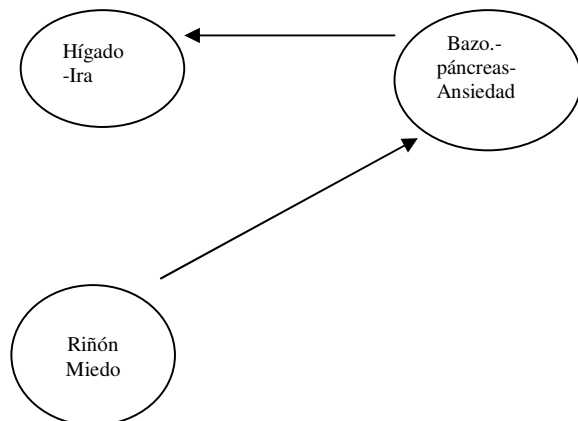 Hígado
-Ira
Bazo.-
páncreas-
Ansiedad
Riñón
Miedo